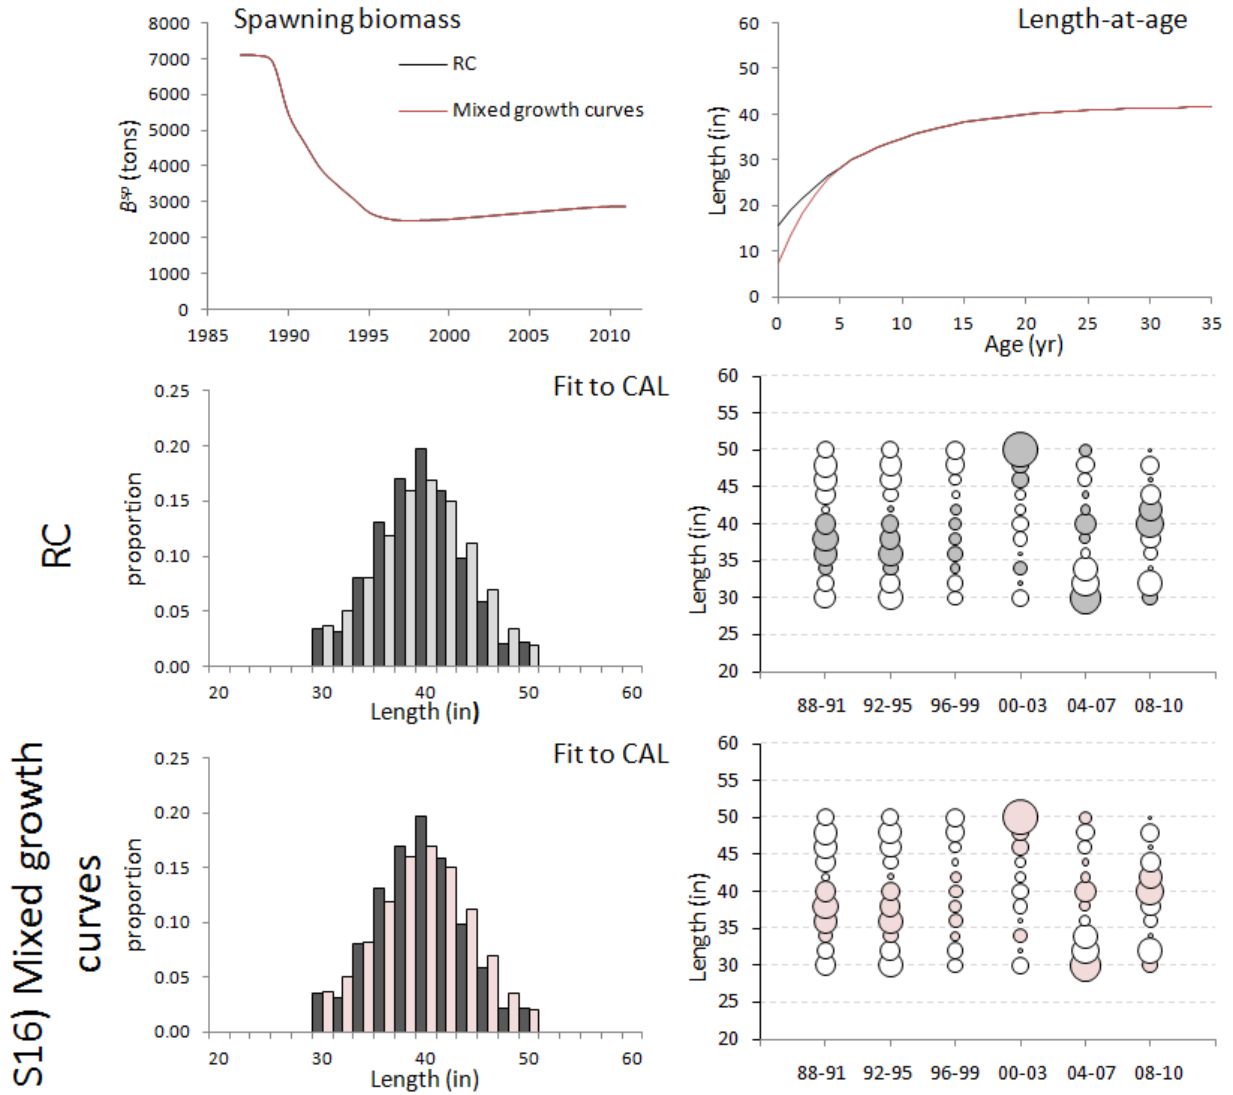 Spawning biomass
8000
7000
6000
5000
4000
3000
2000
1000
0
B^sp (tons)
RC
Mixed growth curves
1985 1990 1995 2000 2005 2010
Length-at-age
60
50
40
30
20
10
0
Length (in)
0 5 10 15 20 25 30 35
Age (yr)
RC
Fit to CAL
0.25
0.20
0.15
0.10
0.05
0.00
proportion
20 30 40 50 60
Length (in)
60
55
50
45
40
35
30
25
20
Length (in)
88-91 92-95 96-99 00-03 04-07 08-10
S16) Mixed growth
curves
Fit to CAL
0.25
0.20
0.15
0.10
0.05
0.00
proportion
20 30 40 50 60
Length (in)
60
55
50
45
40
35
30
25
20
Length (in)
88-91 92-95 96-99 00-03 04-07 08-10